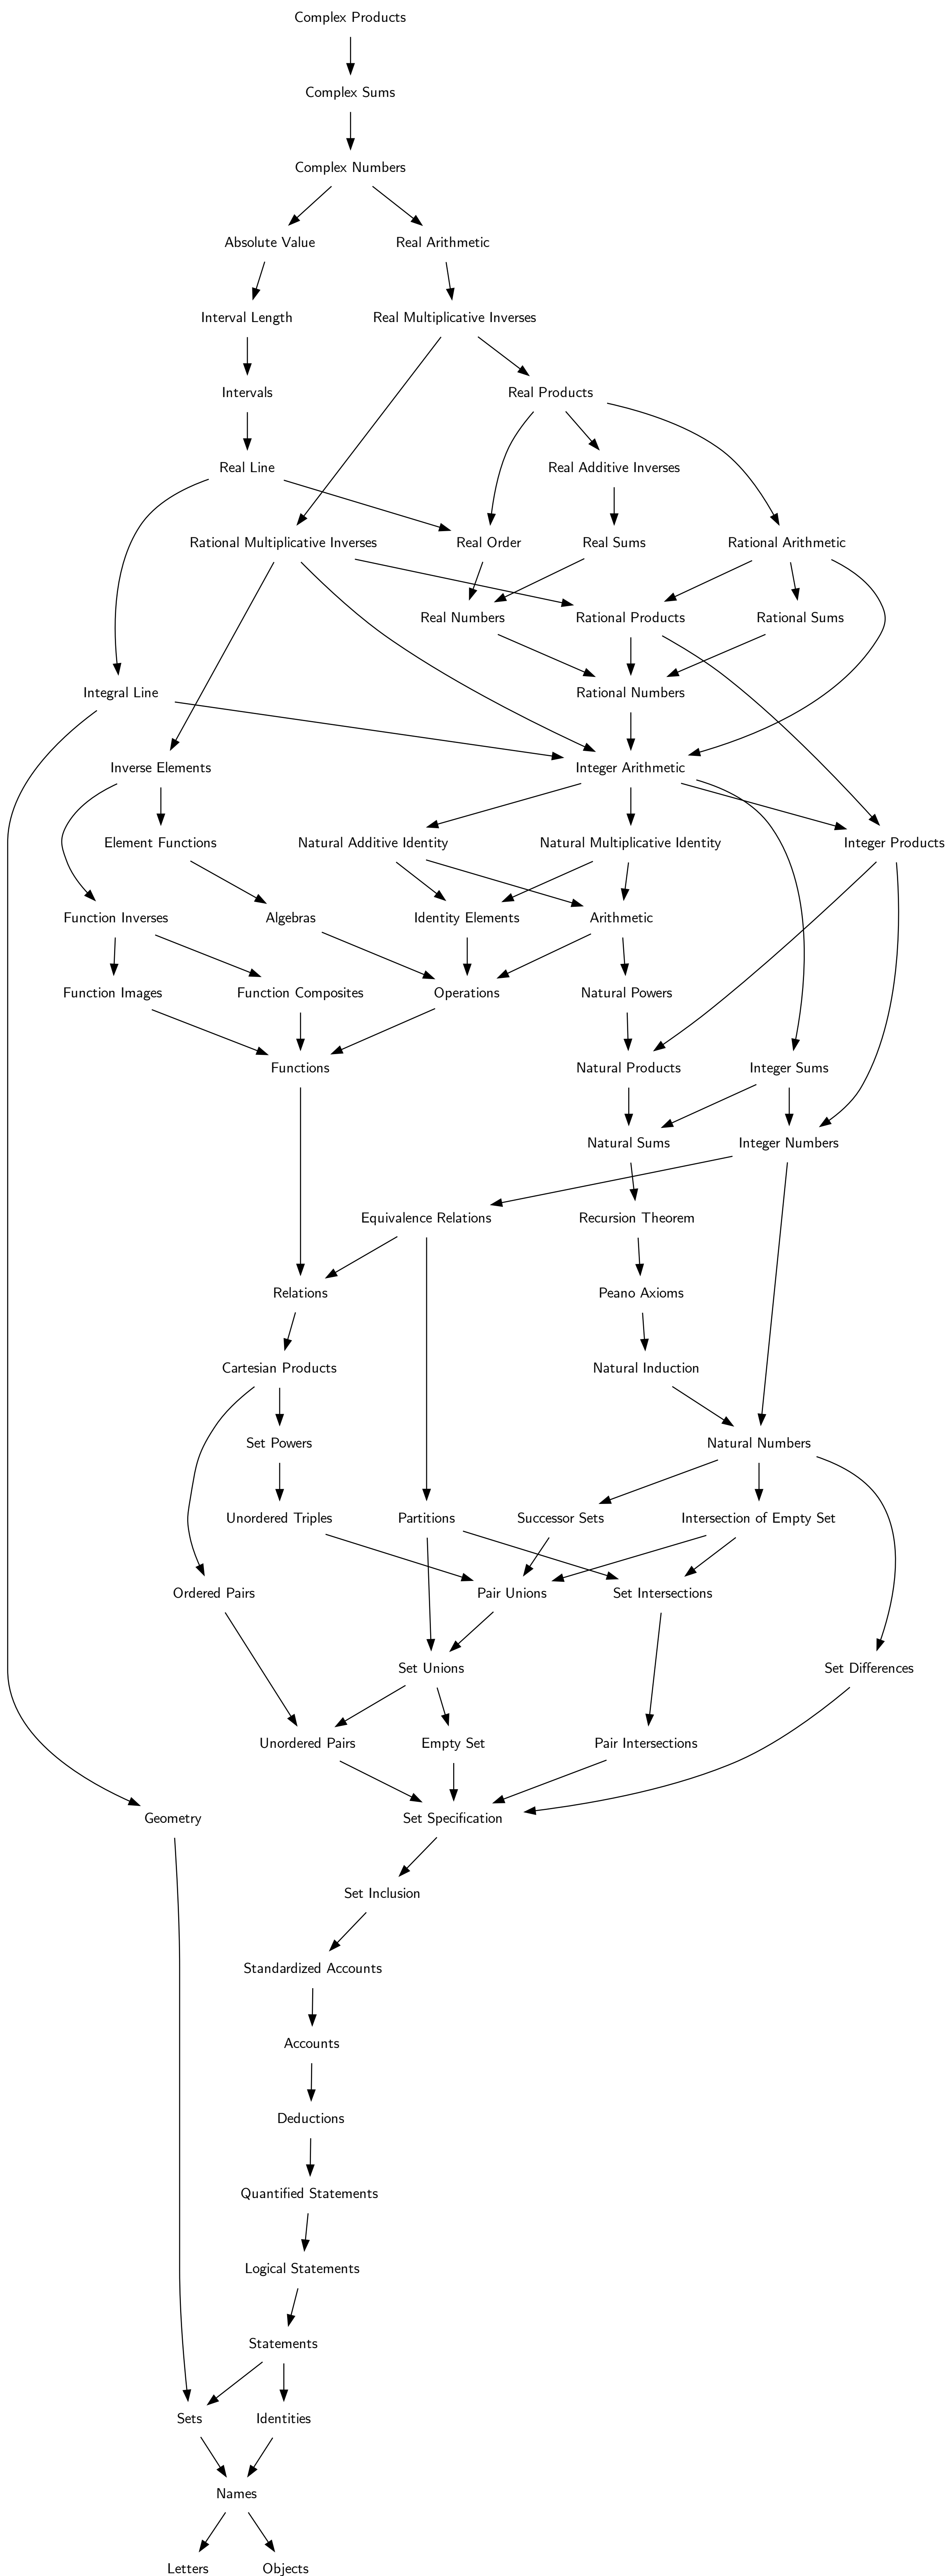 Complex Products
Complex Sums
Complex Numbers
Absolute Value
Real Arithmetic
Interval Length
Real Multiplicative Inverses
Intervals
Real Products
Real Line
Real Additive Inverses
Rational Multiplicative Inverses
Real Order
Real Sums
Rational Arithmetic
Real Numbers
Rational Products
Rational Sums
Integral Line
Rational Numbers
Inverse Elements
Integer Arithmetic
Element Functions
Natural Additive Identity
Natural Multiplicative Identity
Integer Products
Function Inverses
Algebras
Identity Elements
Arithmetic
Function Images
Function Composites
Operations
Natural Powers
Functions
Natural Products
Integer Sums
Natural Sums
Integer Numbers
Equivalence Relations
Recursion Theorem
Relations
Peano Axioms
Cartesian Products
Natural Induction
Set Powers
Natural Numbers
Unordered Triples
Partitions
Successor Sets
Intersection of Empty Set
Ordered Pairs
Pair Unions
Set Intersections
Set Unions
Set Differences
Unordered Pairs
Empty Set
Pair Intersections
Geometry
Set Specification
Set Inclusion
Standardized Accounts
Accounts
Deductions
Quantified Statements
Logical Statements
Statements
Sets
Identities
Names
Letters
Objects